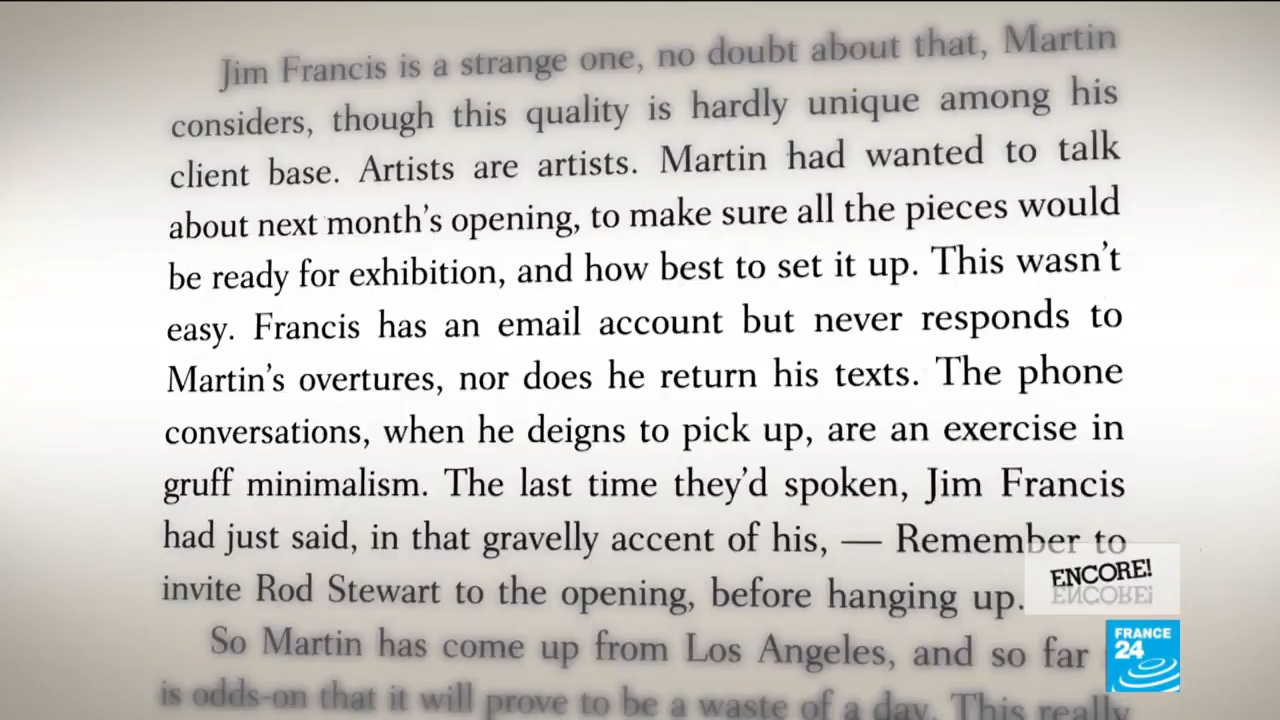 Jim Francis is a strange one, no doubt about that, Martin
considers, though this quality is hardly unique among his
client base. Artists are artists. Martin had wanted to talk
about next month's opening, to make sure all the pieces would
be ready for exhibition, and how best to set it up. This wasn't
easy. Francis has an email account but never responds to
Martin's overtures, nor does he return his texts. The phone
conversations, when he deigns to pick up, are an exercise in
gruff minimalism. The last time they'd spoken, Jim Francis
had just said, in that gravelly accent of his, — Remember to
invite Rod Stewart to the opening, before hanging up.
So Martin has come up from Los Angeles, and so far
is odds-on that it will prove to be a waste of a day. This really
ENCORE!
ENCORE!
FRANCE
24